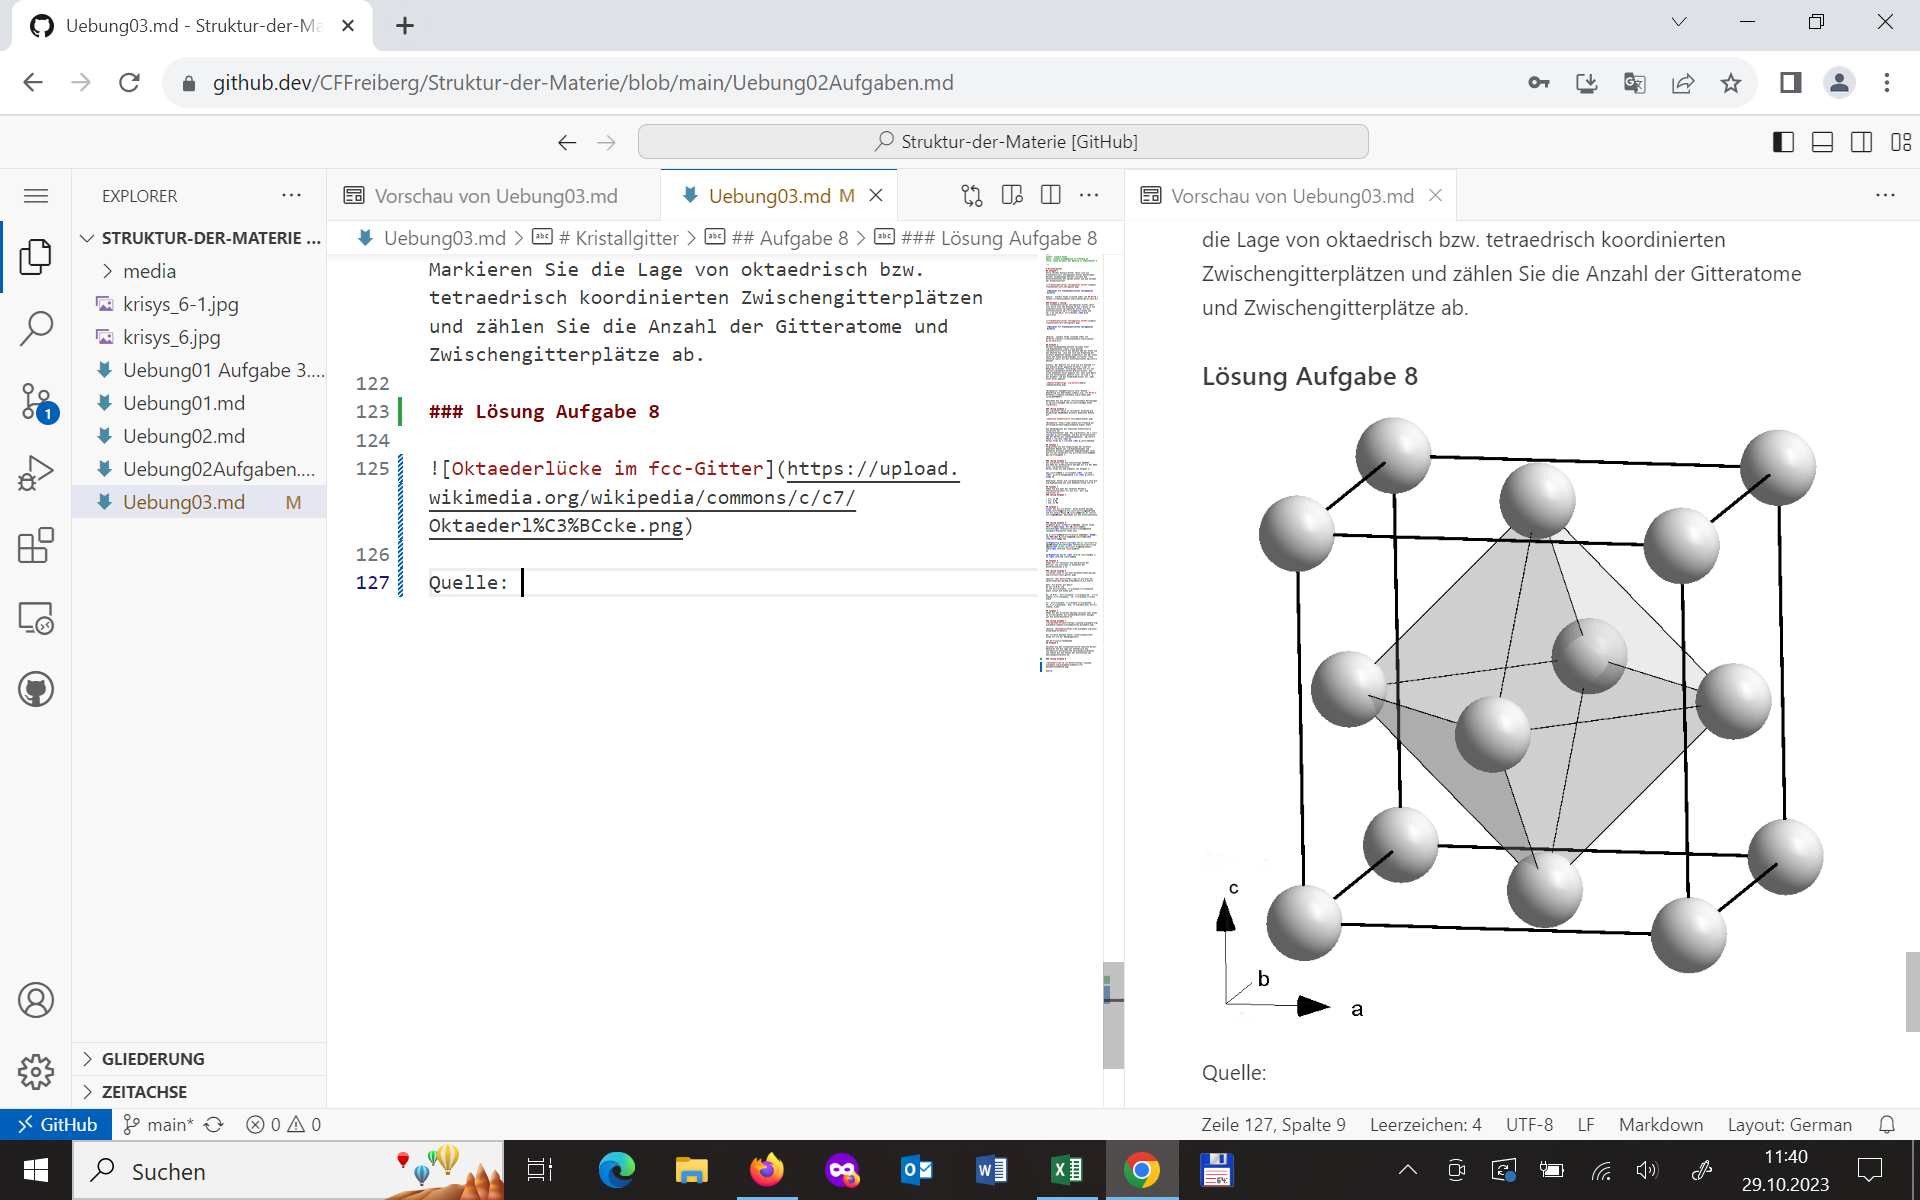 Uebung03.md - Struktur-der-Ma
github.dev/CFFreiberg/Struktur-der-Materie/blob/main/Uebung02Aufgaben.md
Struktur-der-Materie [GitHub]
EXPLORER
STRUKTUR-DER-MATERIE ...
media
krisys_6-1.jpg
krisys_6.jpg
Uebung01 Aufgabe 3....
Uebung01.md
Uebung02.md
Uebung02Aufgaben....
Uebung03.md M
1
GLIEDERUNG
ZEITACHSE
Vorschau von Uebung03.md
Uebung03.md M
Uebung03.md > # Kristallgitter > ## Aufgabe 8 > ### Lösung Aufgabe 8
Markieren Sie die Lage von oktaedrisch bzw.
tetraedrisch koordinierten Zwischengitterplätzen
und zählen Sie die Anzahl der Gitteratome und
Zwischengitterplätze ab.
122
123 ### Lösung Aufgabe 8
124
125 ![Oktaederlücke im fcc-Gitter](https://upload.
wikimedia.org/wikipedia/commons/c/c7/
Oktaederl%C3%BCcke.png)
126
127 Quelle:
Vorschau von Uebung03.md
die Lage von oktaedrisch bzw. tetraedrisch koordinierten
Zwischengitterplätzen und zählen Sie die Anzahl der Gitteratome
und Zwischengitterplätze ab.
Lösung Aufgabe 8
c
b
a
Quelle:
GitHub main* 0 0 Zeile 127, Spalte 9 Leerzeichen: 4 UTF-8 LF Markdown Layout: German
Suchen
64
11:40
29.10.2023